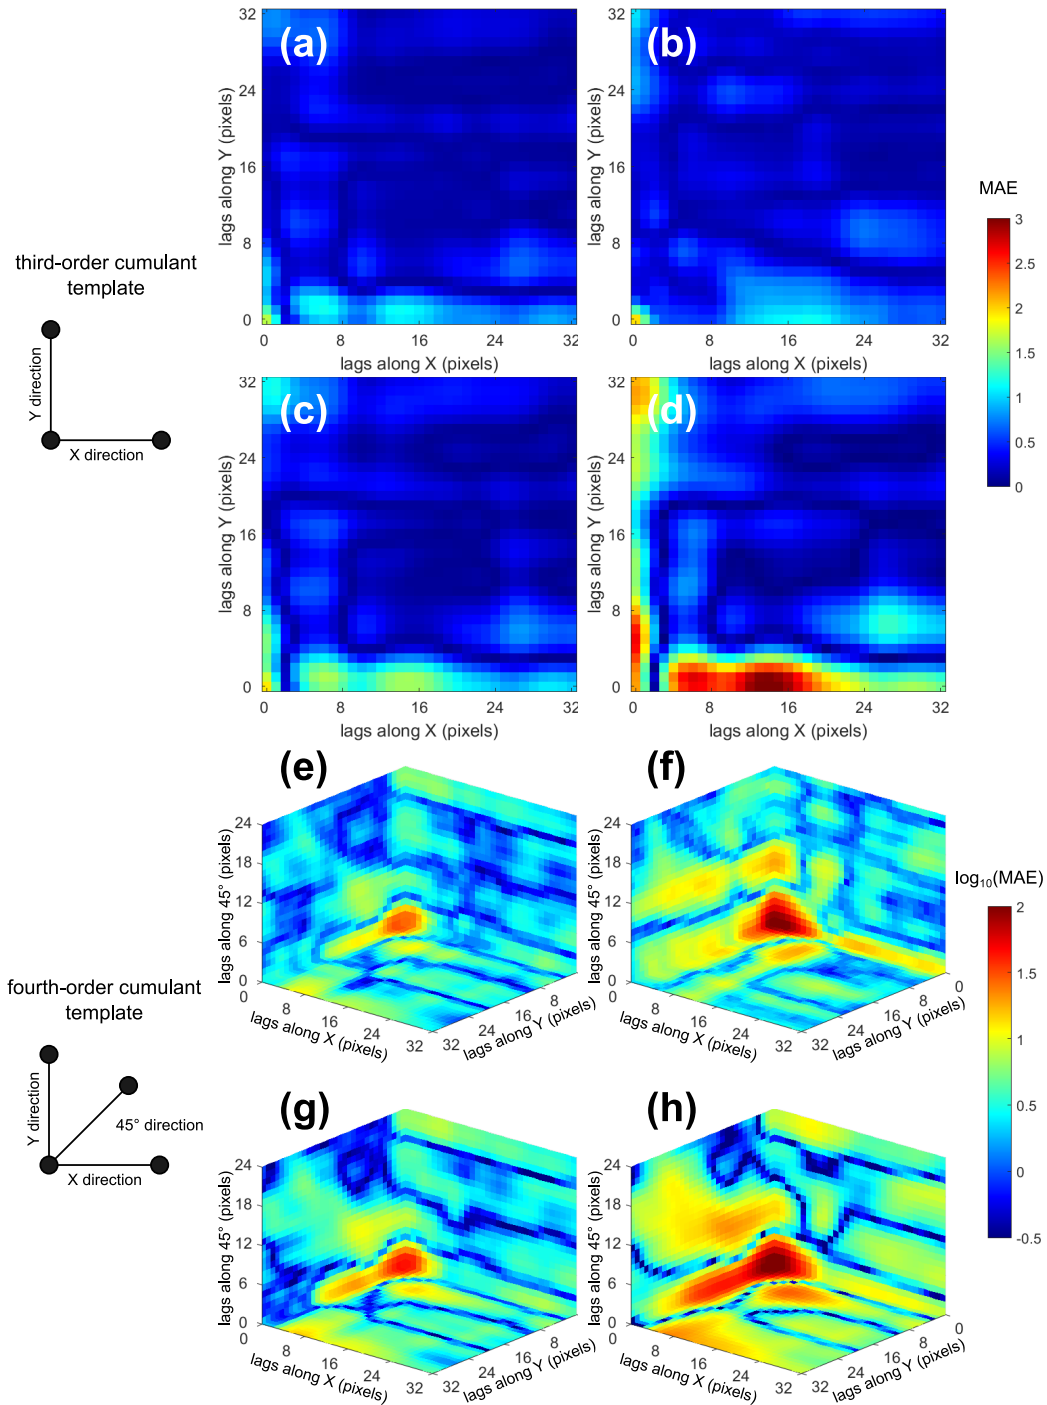 (a)
32
24
16
8
0
lags along Y (pixels)
0 8 16 24 32
lags along X (pixels)
(b)
32
24
16
8
0
lags along Y (pixels)
0 8 16 24 32
lags along X (pixels)
MAE
3
2.5
2
1.5
1
0.5
0
third-order cumulant
template
Y direction
X direction
(c)
32
24
16
8
0
lags along Y (pixels)
0 8 16 24 32
lags along X (pixels)
(d)
32
24
16
8
0
lags along Y (pixels)
0 8 16 24 32
lags along X (pixels)
(e)
24
18
12
6
0
lags along 45° (pixels)
0 8 16 24 32
lags along X (pixels)
32 24 16 8
lags along Y (pixels)
(f)
24
18
12
6
0
lags along 45° (pixels)
0 8 16 24 32
lags along X (pixels)
32 24 16 8 0
lags along Y (pixels)
log₁₀(MAE)
2
1.5
1
0.5
0
-0.5
fourth-order cumulant
template
Y direction
45° direction
X direction
(g)
24
18
12
6
0
lags along 45° (pixels)
0 8 16 24 32
lags along X (pixels)
32 24 16 8
lags along Y (pixels)
(h)
24
18
12
6
0
lags along 45° (pixels)
0 8 16 24 32
lags along X (pixels)
32 24 16 8 0
lags along Y (pixels)